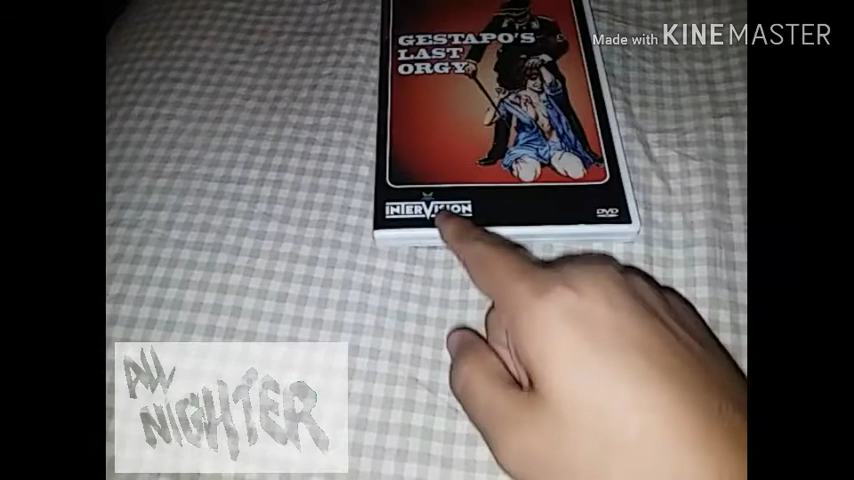 GESTAPO'S
LAST
ORGY
Made with KINEMASTER
INTERVISION
DVD
ALL
NIGHTER